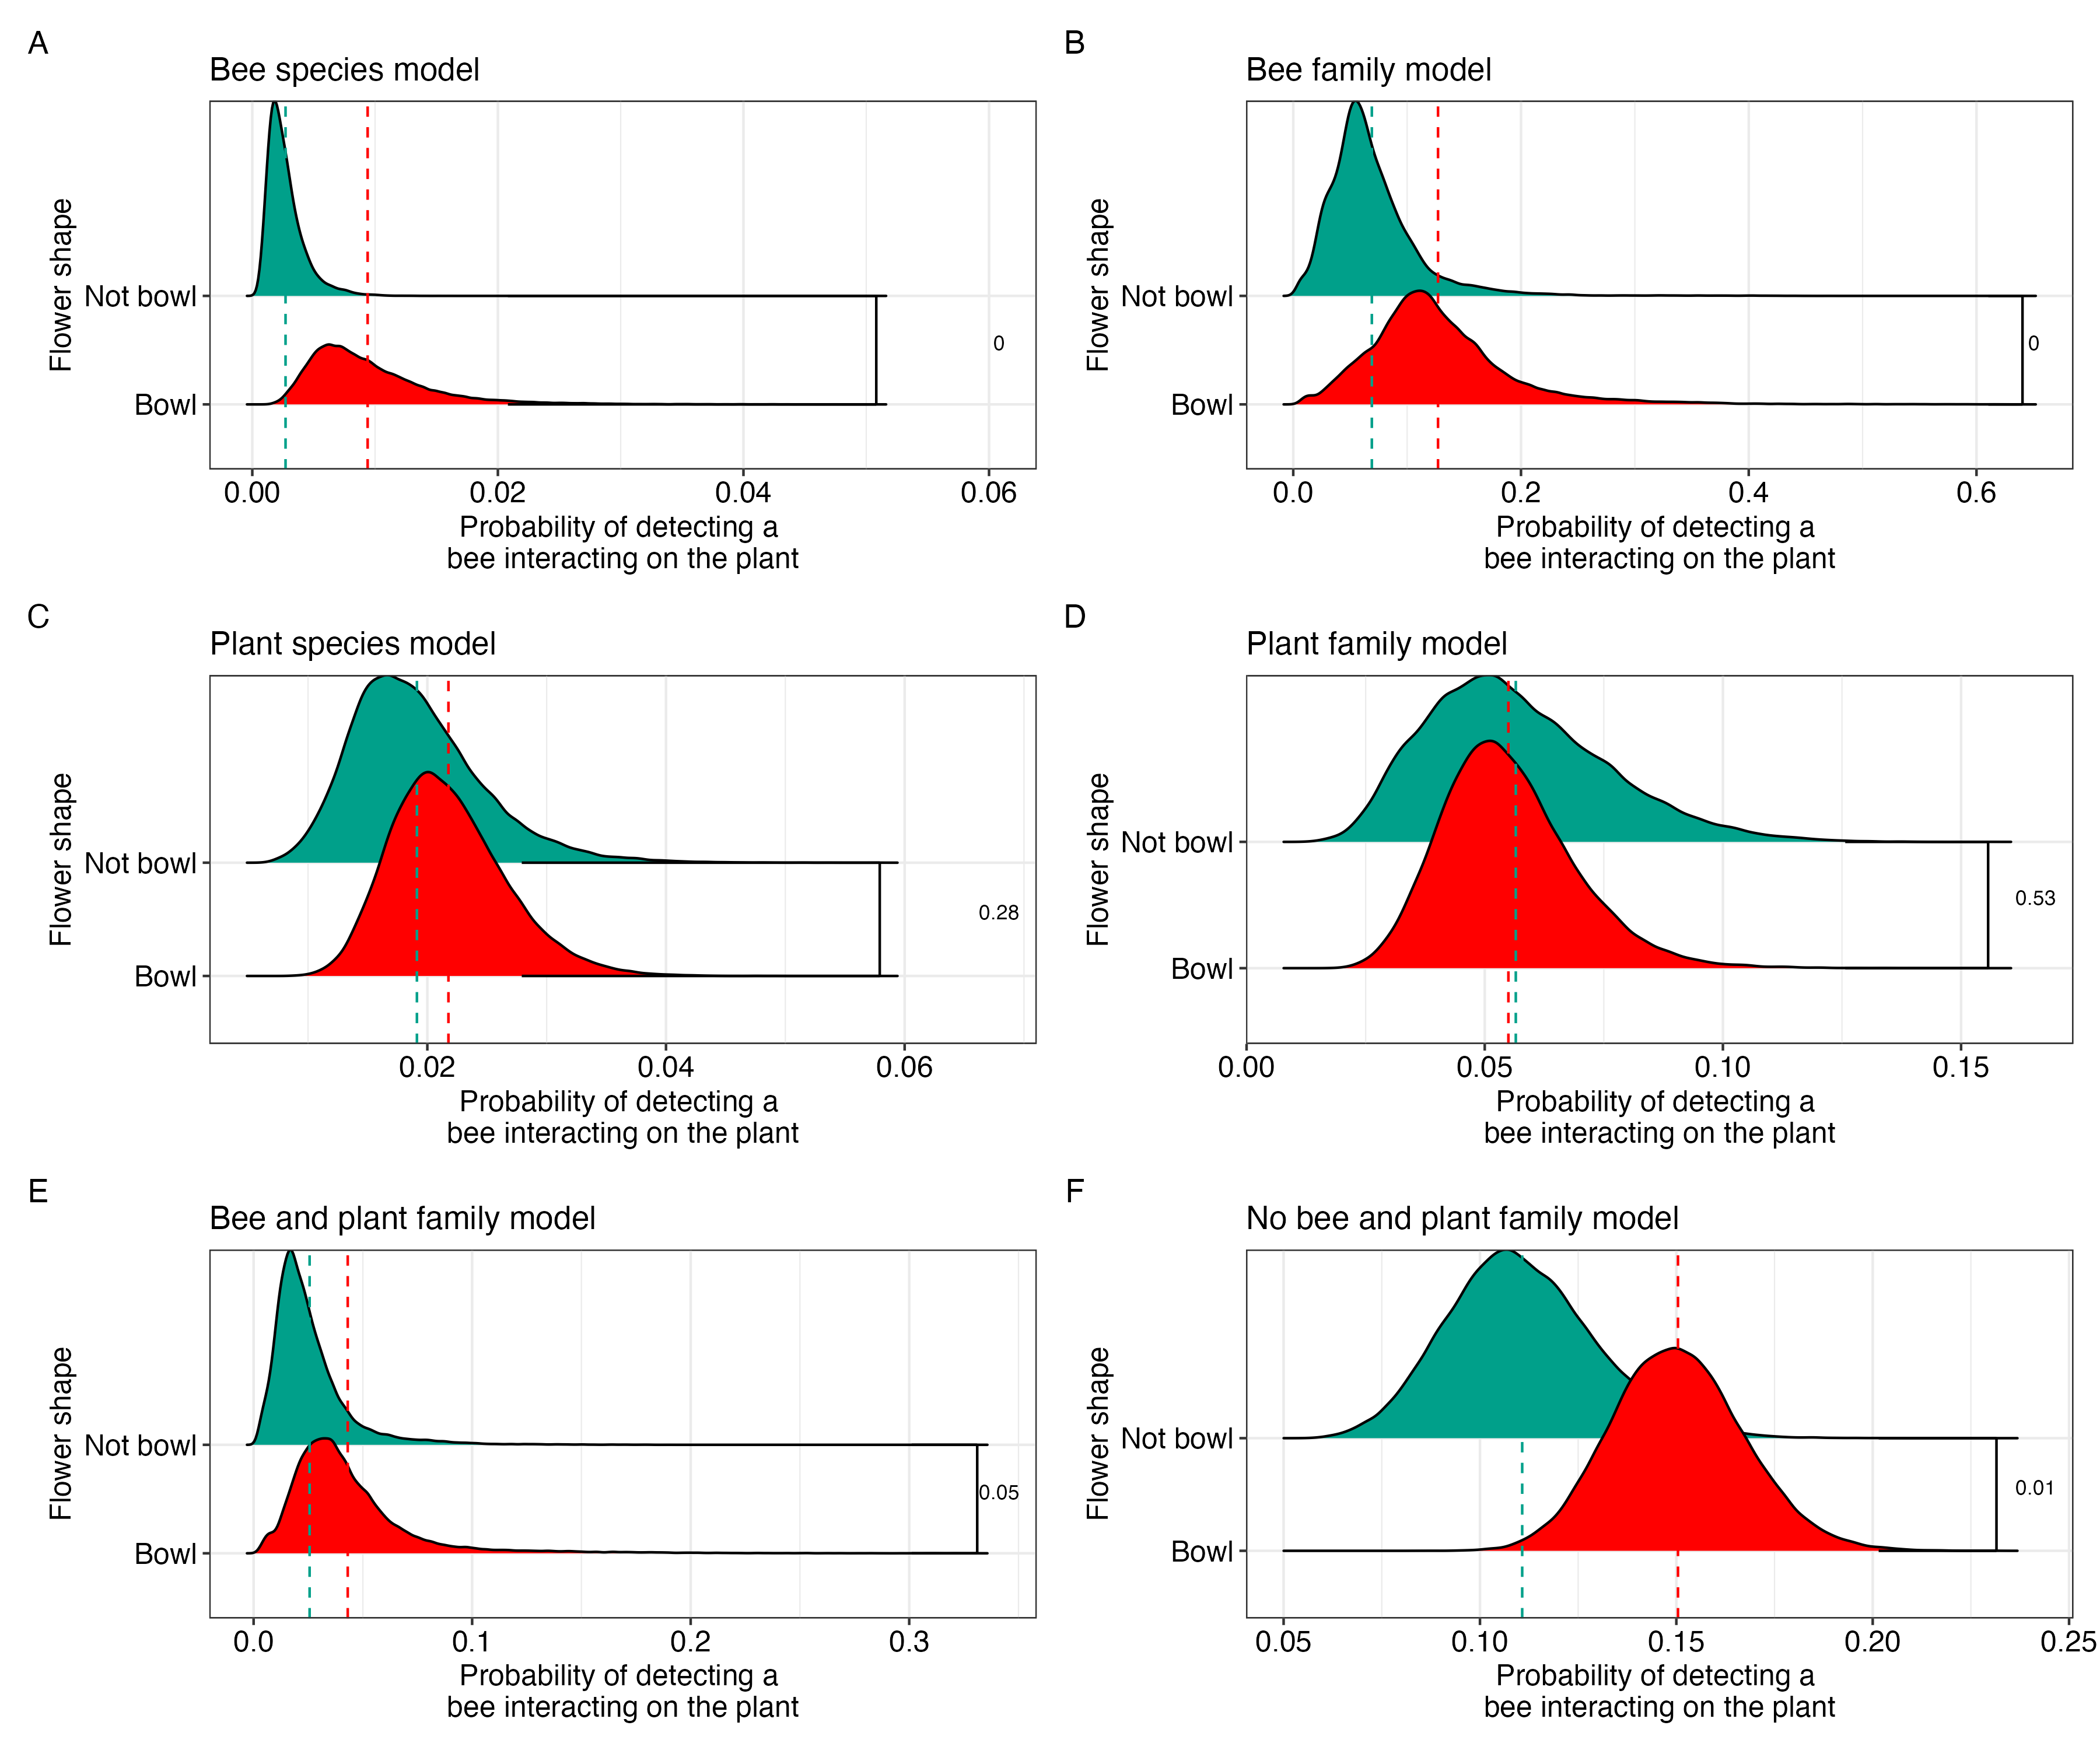 A
Bee species model
Flower shape
Not bowl
Bowl
0
0.00 0.02 0.04 0.06
Probability of detecting a
bee interacting on the plant
B
Bee family model
Flower shape
Not bowl
Bowl
0
0.0 0.2 0.4 0.6
Probability of detecting a
bee interacting on the plant
C
Plant species model
Flower shape
Not bowl
Bowl
0.28
0.02 0.04 0.06
Probability of detecting a
bee interacting on the plant
D
Plant family model
Flower shape
Not bowl
Bowl
0.53
0.00 0.05 0.10 0.15
Probability of detecting a
bee interacting on the plant
E
Bee and plant family model
Flower shape
Not bowl
Bowl
0.05
0.0 0.1 0.2 0.3
Probability of detecting a
bee interacting on the plant
F
No bee and plant family model
Flower shape
Not bowl
Bowl
0.01
0.05 0.10 0.15 0.20 0.25
Probability of detecting a
bee interacting on the plant